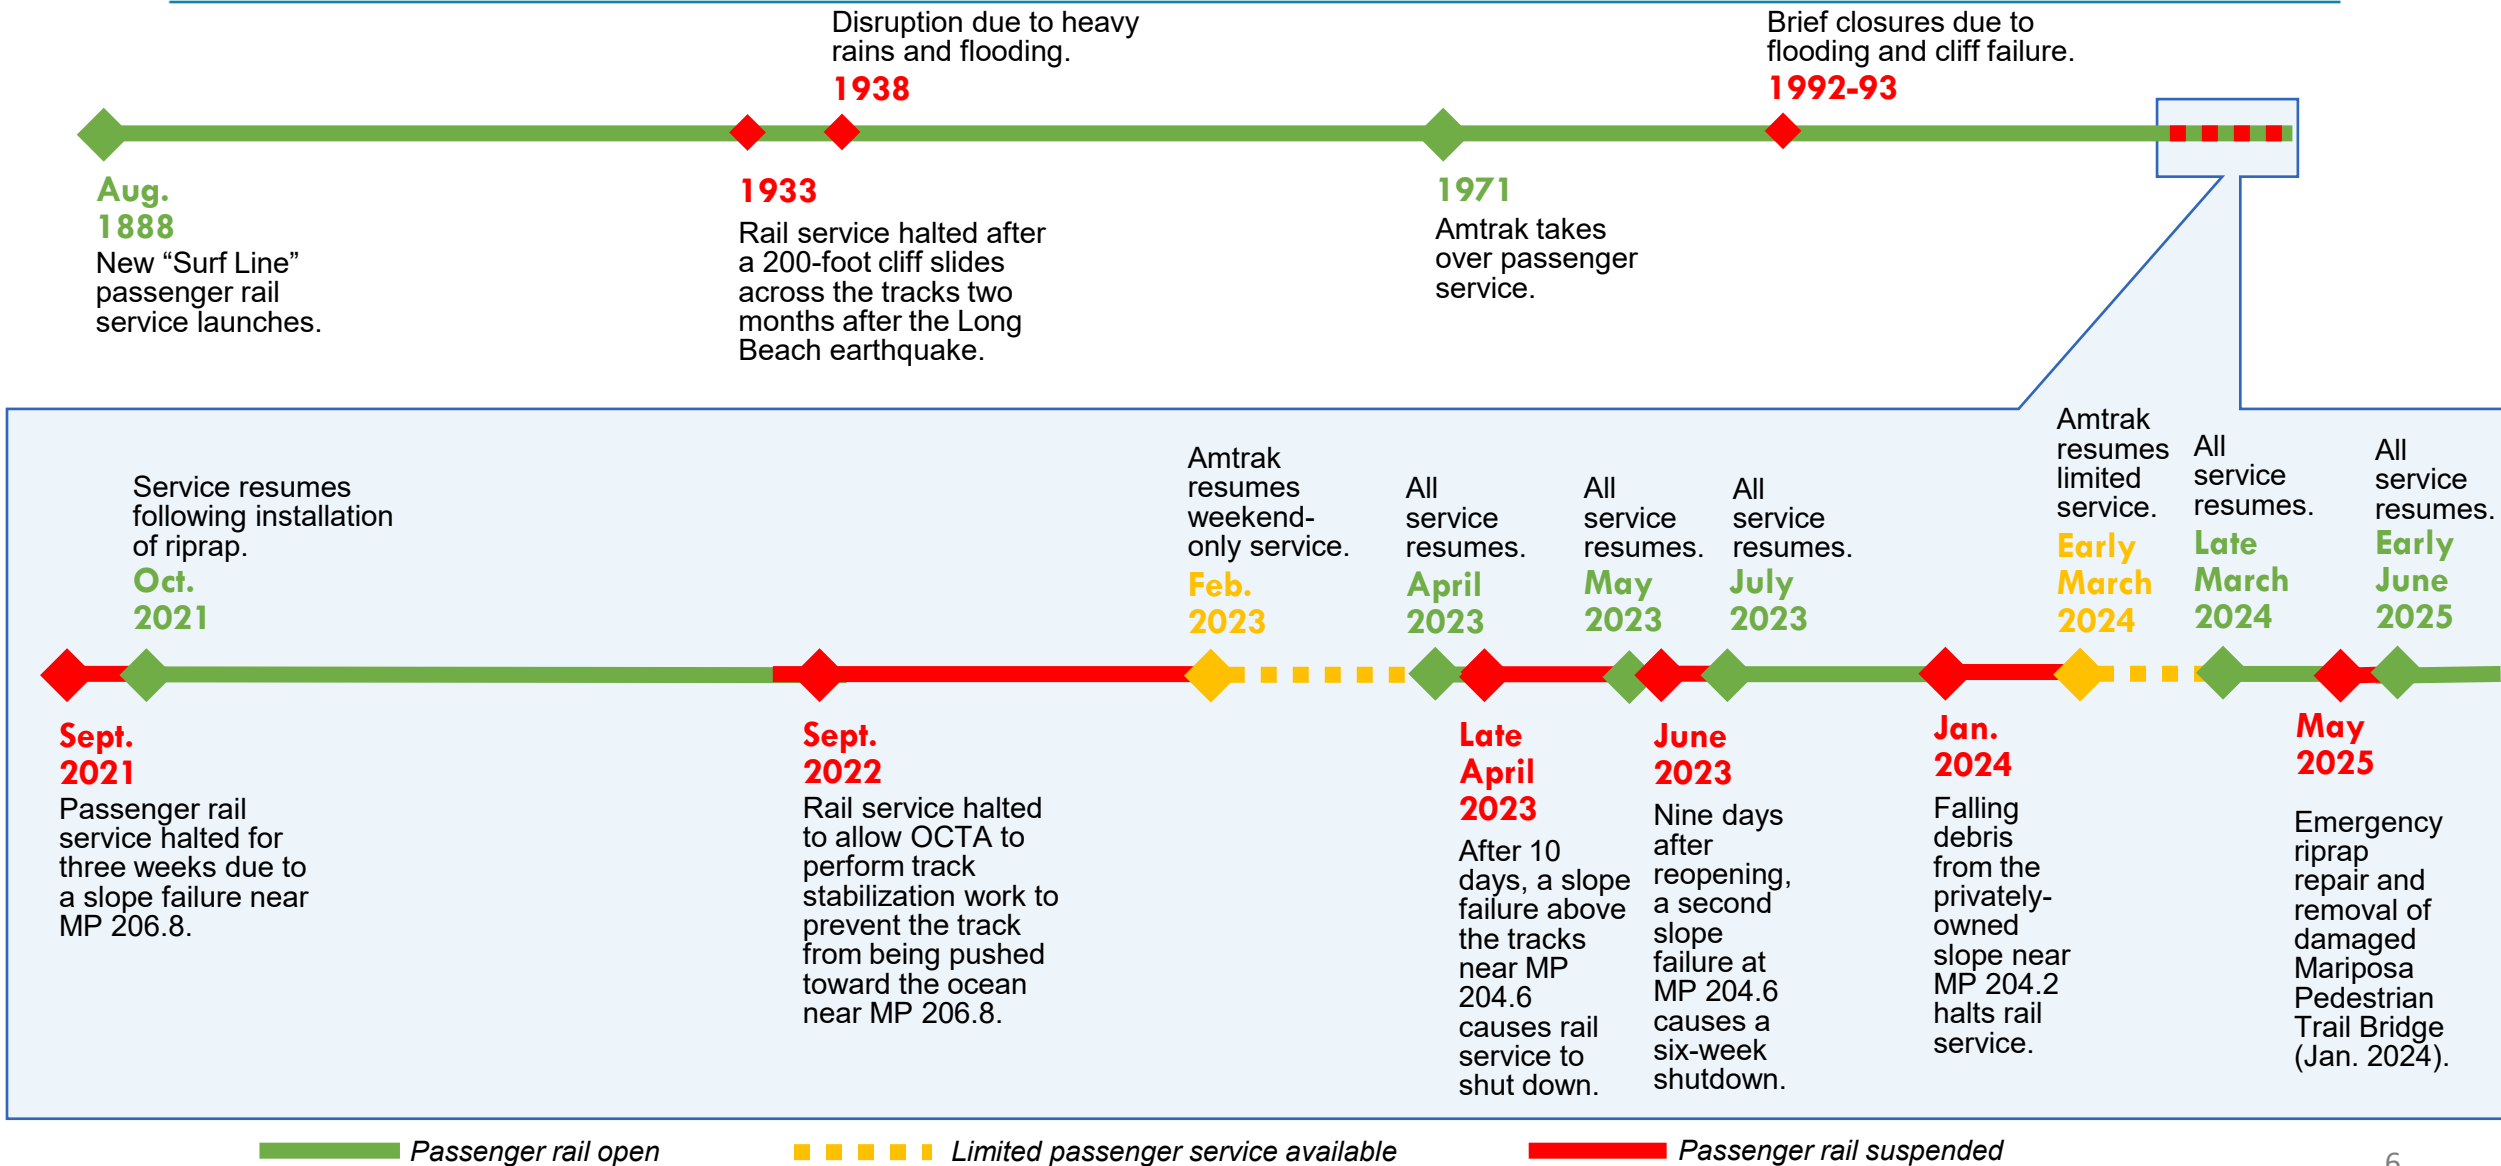 Disruption due to heavy
rains and flooding.
1938
Brief closures due to
flooding and cliff failure.
1992-93
Aug.
1888
New “Surf Line”
passenger rail
service launches.
1933
Rail service halted after
a 200-foot cliff slides
across the tracks two
months after the Long
Beach earthquake.
1971
Amtrak takes
over passenger
service.
Service resumes
following installation
of riprap.
Oct.
2021
Amtrak
resumes
weekend-
only service.
Feb.
2023
All
service
resumes.
April
2023
All
service
resumes.
May
2023
All
service
resumes.
July
2023
Amtrak
resumes
limited
service.
Early
March
2024
All
service
resumes.
Late
March
2024
All
service
resumes.
Early
June
2025
Sept.
2021
Passenger rail
service halted for
three weeks due to
a slope failure near
MP 206.8.
Sept.
2022
Rail service halted
to allow OCTA to
perform track
stabilization work to
prevent the track
from being pushed
toward the ocean
near MP 206.8.
Late
April
2023
After 10
days, a slope
failure above
the tracks
near MP
204.6
causes rail
service to
shut down.
June
2023
Nine days
after
reopening,
a second
slope
failure at
MP 204.6
causes a
six-week
shutdown.
Jan.
2024
Falling
debris
from the
privately-
owned
slope near
MP 204.2
halts rail
service.
May
2025
Emergency
riprap
repair and
removal of
damaged
Mariposa
Pedestrian
Trail Bridge
(Jan. 2024).
Passenger rail open
Limited passenger service available
Passenger rail suspended
6